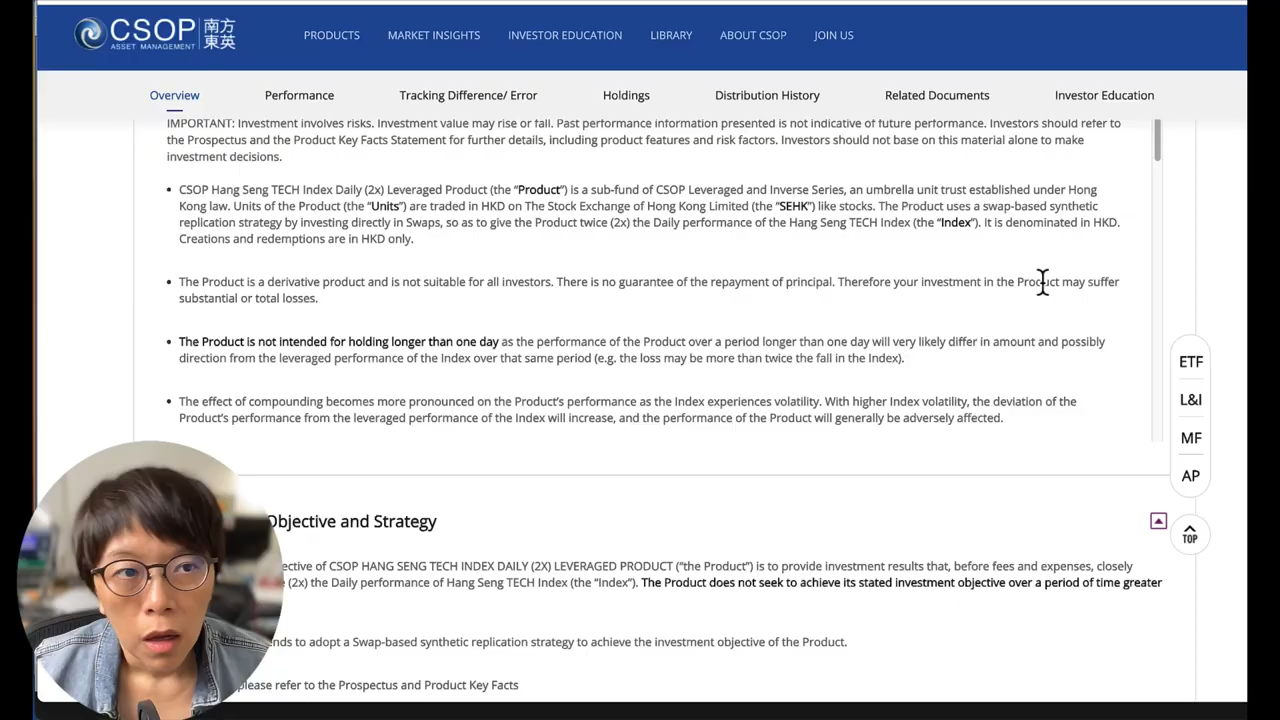 CSOP 南方
ASSET MANAGEMENT 東英
PRODUCTS MARKET INSIGHTS INVESTOR EDUCATION LIBRARY ABOUT CSOP JOIN US
Overview Performance Tracking Difference/ Error Holdings Distribution History Related Documents Investor Education
IMPORTANT: Investment involves risks. Investment value may rise or fall. Past performance information presented is not indicative of future performance. Investors should refer to
the Prospectus and the Product Key Facts Statement for further details, including product features and risk factors. Investors should not base on this material alone to make
investment decisions.
• CSOP Hang Seng TECH Index Daily (2x) Leveraged Product (the “Product”) is a sub-fund of CSOP Leveraged and Inverse Series, an umbrella unit trust established under Hong
Kong law. Units of the Product (the “Units”) are traded in HKD on The Stock Exchange of Hong Kong Limited (the “SEHK”) like stocks. The Product uses a swap-based synthetic
replication strategy by investing directly in Swaps, so as to give the Product twice (2x) the Daily performance of the Hang Seng TECH Index (the “Index”). It is denominated in HKD.
Creations and redemptions are in HKD only.
• The Product is a derivative product and is not suitable for all investors. There is no guarantee of the repayment of principal. Therefore your investment in the Product may suffer
substantial or total losses.
• The Product is not intended for holding longer than one day as the performance of the Product over a period longer than one day will very likely differ in amount and possibly
direction from the leveraged performance of the Index over that same period (e.g. the loss may be more than twice the fall in the Index).
• The effect of compounding becomes more pronounced on the Product’s performance as the Index experiences volatility. With higher Index volatility, the deviation of the
Product’s performance from the leveraged performance of the Index will increase, and the performance of the Product will generally be adversely affected.
ETF
L&I
MF
AP
TOP
Objective and Strategy
ective of CSOP HANG SENG TECH INDEX DAILY (2X) LEVERAGED PRODUCT (“the Product”) is to provide investment results that, before fees and expenses, closely
(2x) the Daily performance of Hang Seng TECH Index (the “Index”). The Product does not seek to achieve its stated investment objective over a period of time greater
ends to adopt a Swap-based synthetic replication strategy to achieve the investment objective of the Product.
please refer to the Prospectus and Product Key Facts